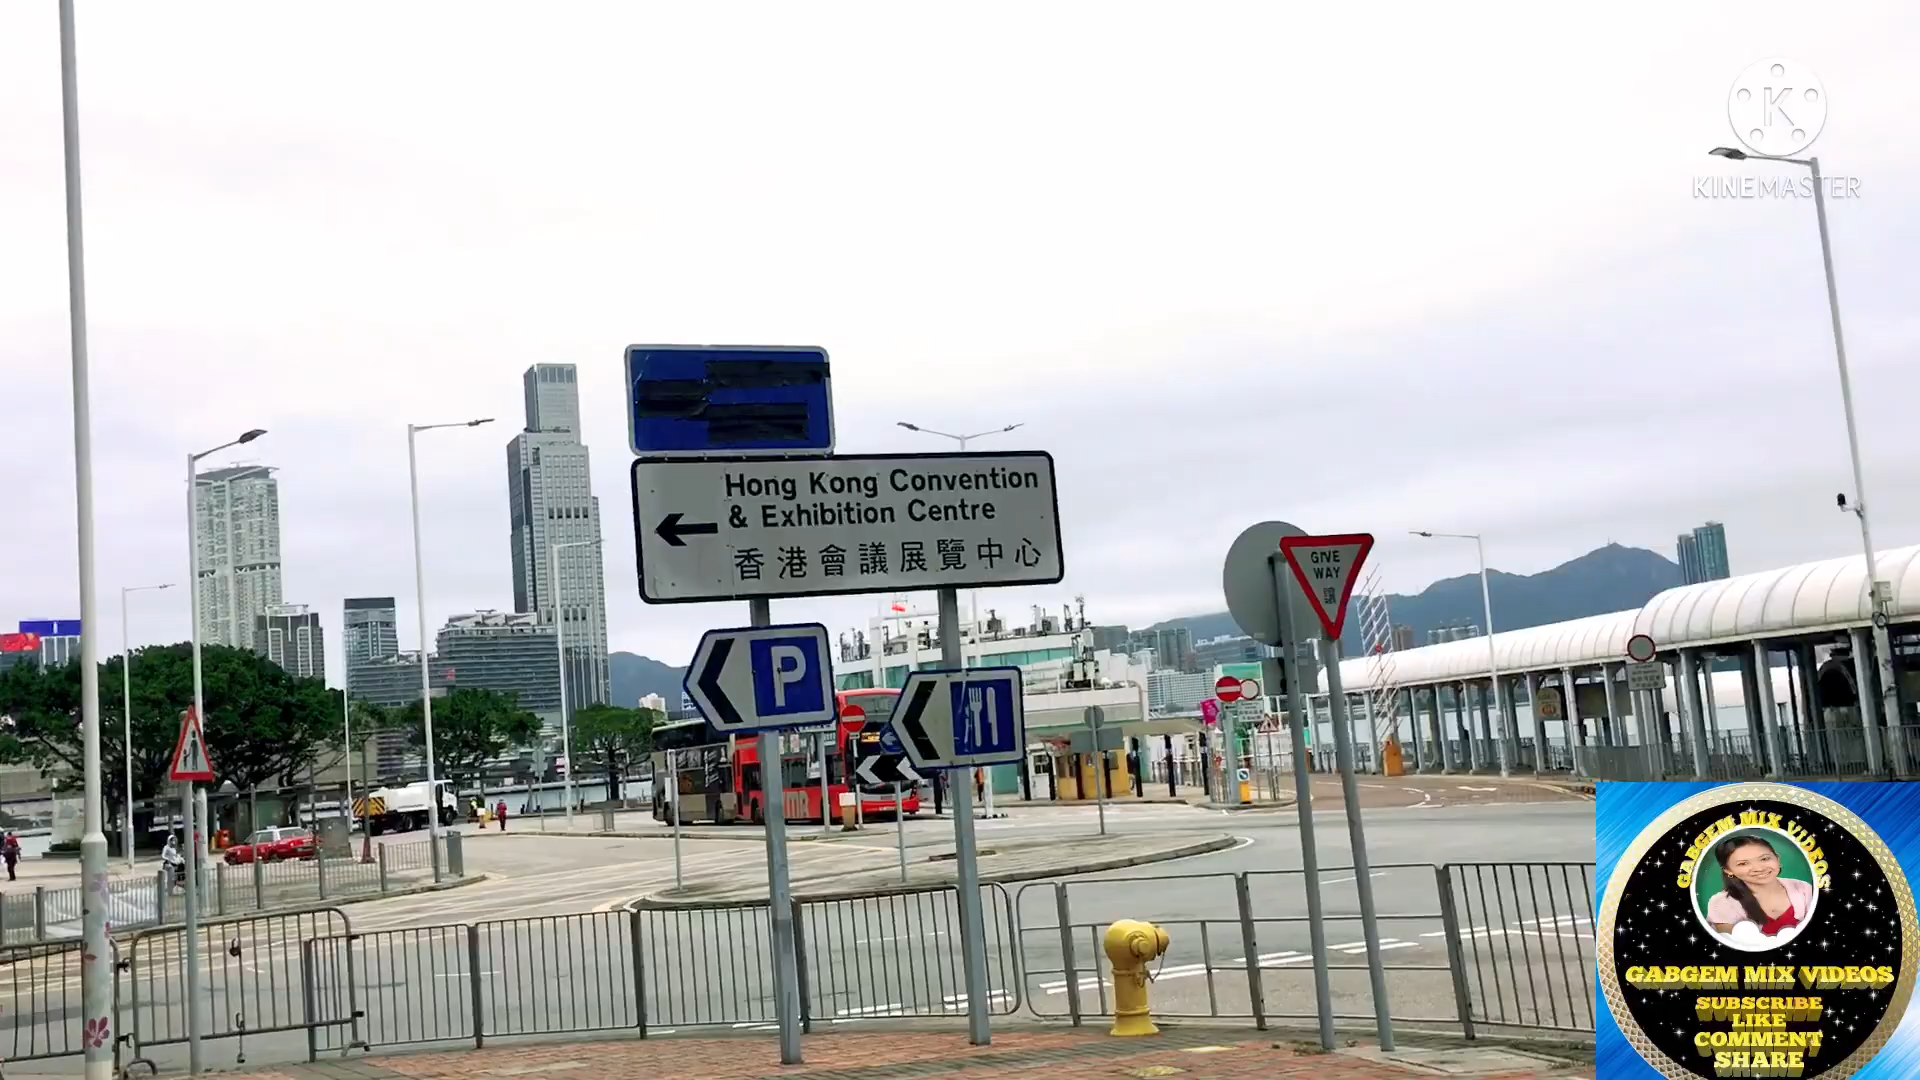 K
KINEMASTER
Hong Kong Convention
& Exhibition Centre
香港會議展覽中心
GIVE
WAY
讓
P
GABGEM MIX VIDEOS
GABGEM MIX VIDEOS
SUBSCRIBE
LIKE
COMMENT
SHARE